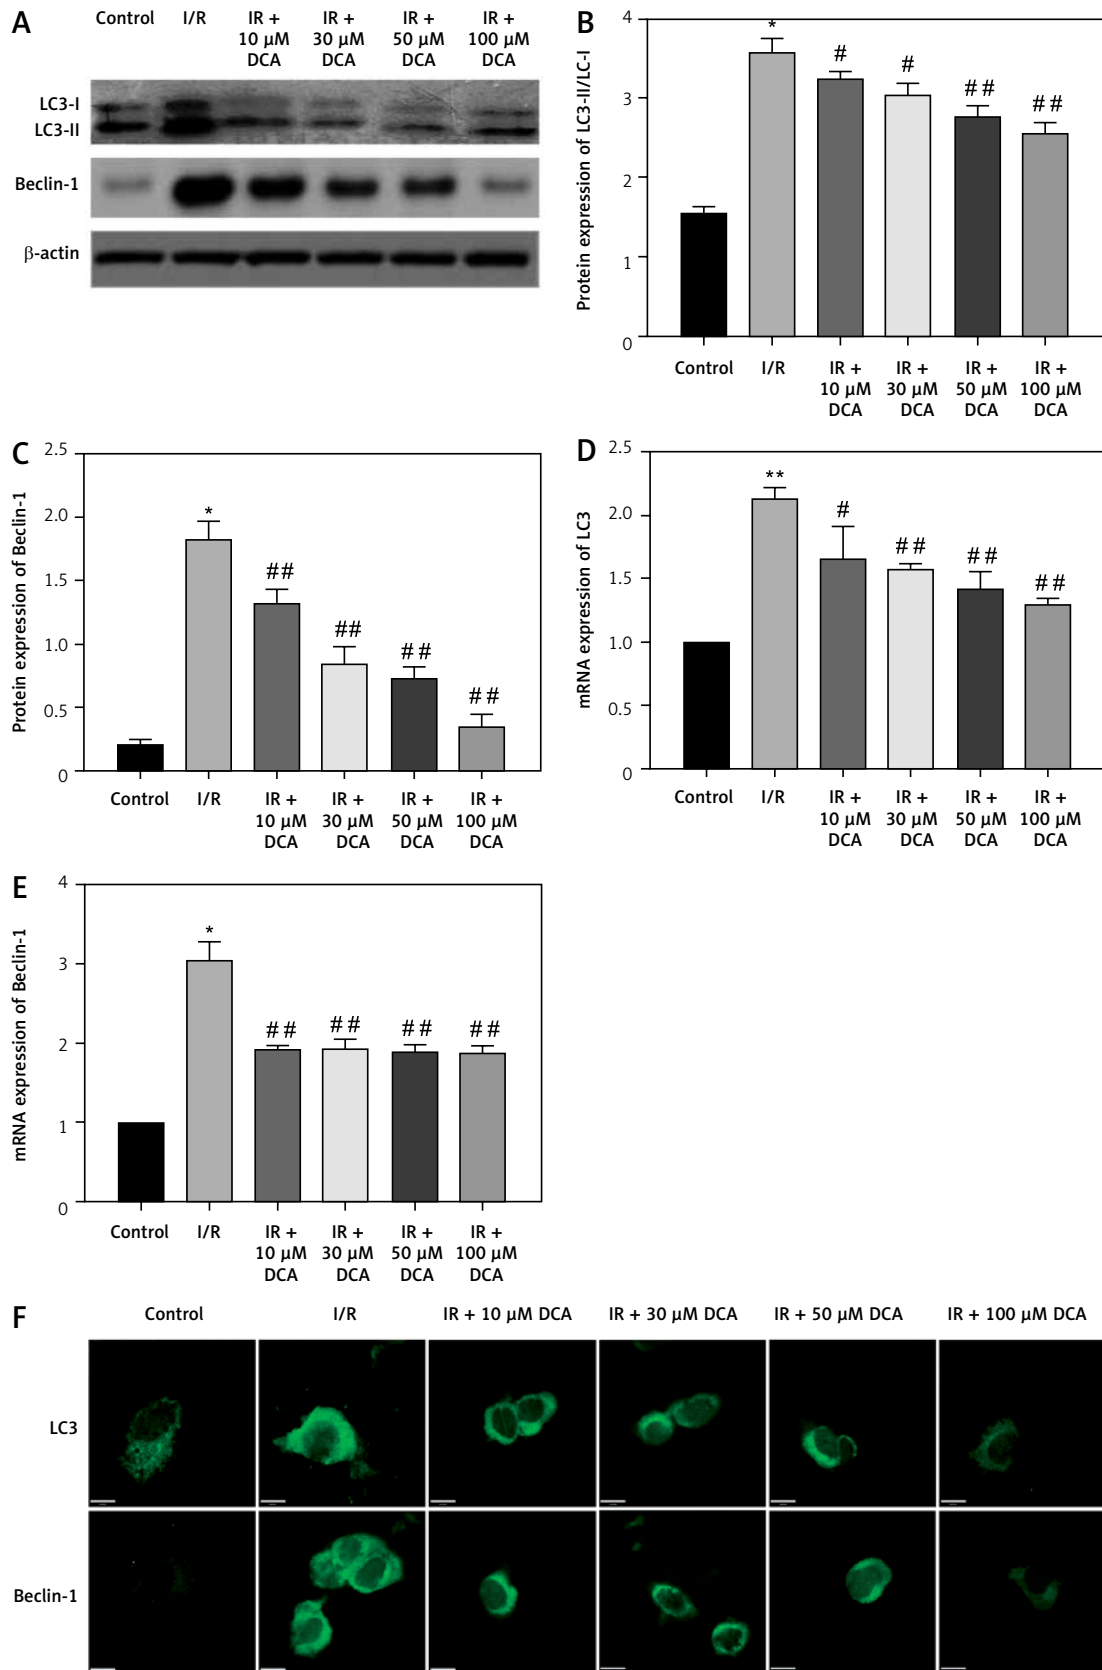 A
Control
I/R
IR +
10 µM
DCA
IR +
30 µM
DCA
IR +
50 µM
DCA
IR +
100 µM
DCA
LC3-I
LC3-II
Beclin-1
β-actin
B
Protein expression of LC3-II/LC-I
4
3
2
1
0
*
#
#
# #
# #
Control
I/R
IR +
10 µM
DCA
IR +
30 µM
DCA
IR +
50 µM
DCA
IR +
100 µM
DCA
C
Protein expression of Beclin-1
2.5
2.0
1.5
1.0
0.5
0
*
##
##
# #
# #
Control
I/R
IR +
10 µM
DCA
IR +
30 µM
DCA
IR +
50 µM
DCA
IR +
100 µM
DCA
D
mRNA expression of LC3
2.5
2.0
1.5
1.0
0.5
0
**
#
# #
# #
# #
Control
I/R
IR +
10 µM
DCA
IR +
30 µM
DCA
IR +
50 µM
DCA
IR +
100 µM
DCA
E
mRNA expression of Beclin-1
4
3
2
1
0
*
# #
# #
# #
# #
Control
I/R
IR +
10 µM
DCA
IR +
30 µM
DCA
IR +
50 µM
DCA
IR +
100 µM
DCA
F
Control
I/R
IR + 10 µM DCA
IR + 30 µM DCA
IR + 50 µM DCA
IR + 100 µM DCA
LC3
Beclin-1